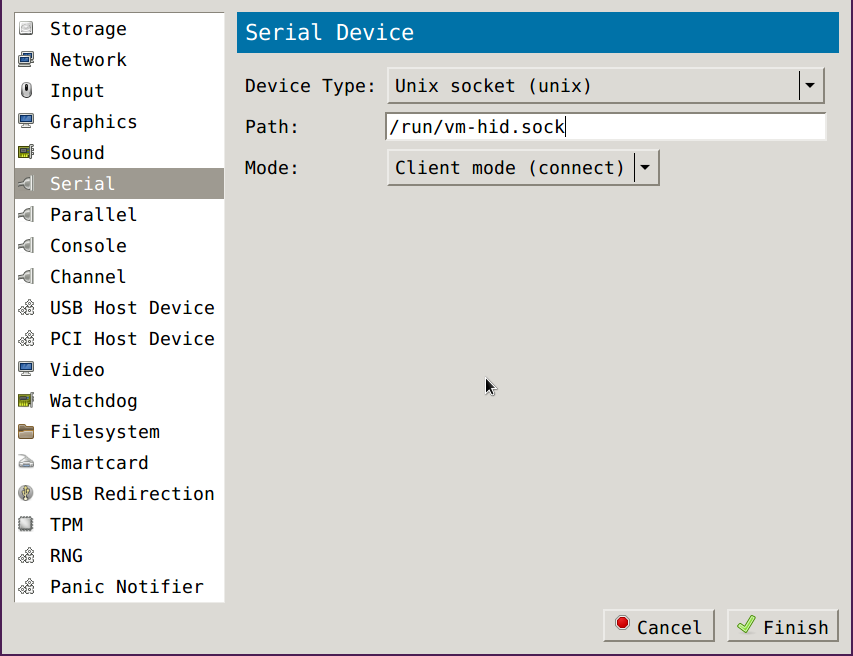 Storage
Network
Input
Graphics
Sound
Serial
Parallel
Console
Channel
USB Host Device
PCI Host Device
Video
Watchdog
Filesystem
Smartcard
USB Redirection
TPM
RNG
Panic Notifier
Serial Device
Device Type: Unix socket (unix)
Path: /run/vm-hid.sock
Mode: Client mode (connect)
Cancel Finish